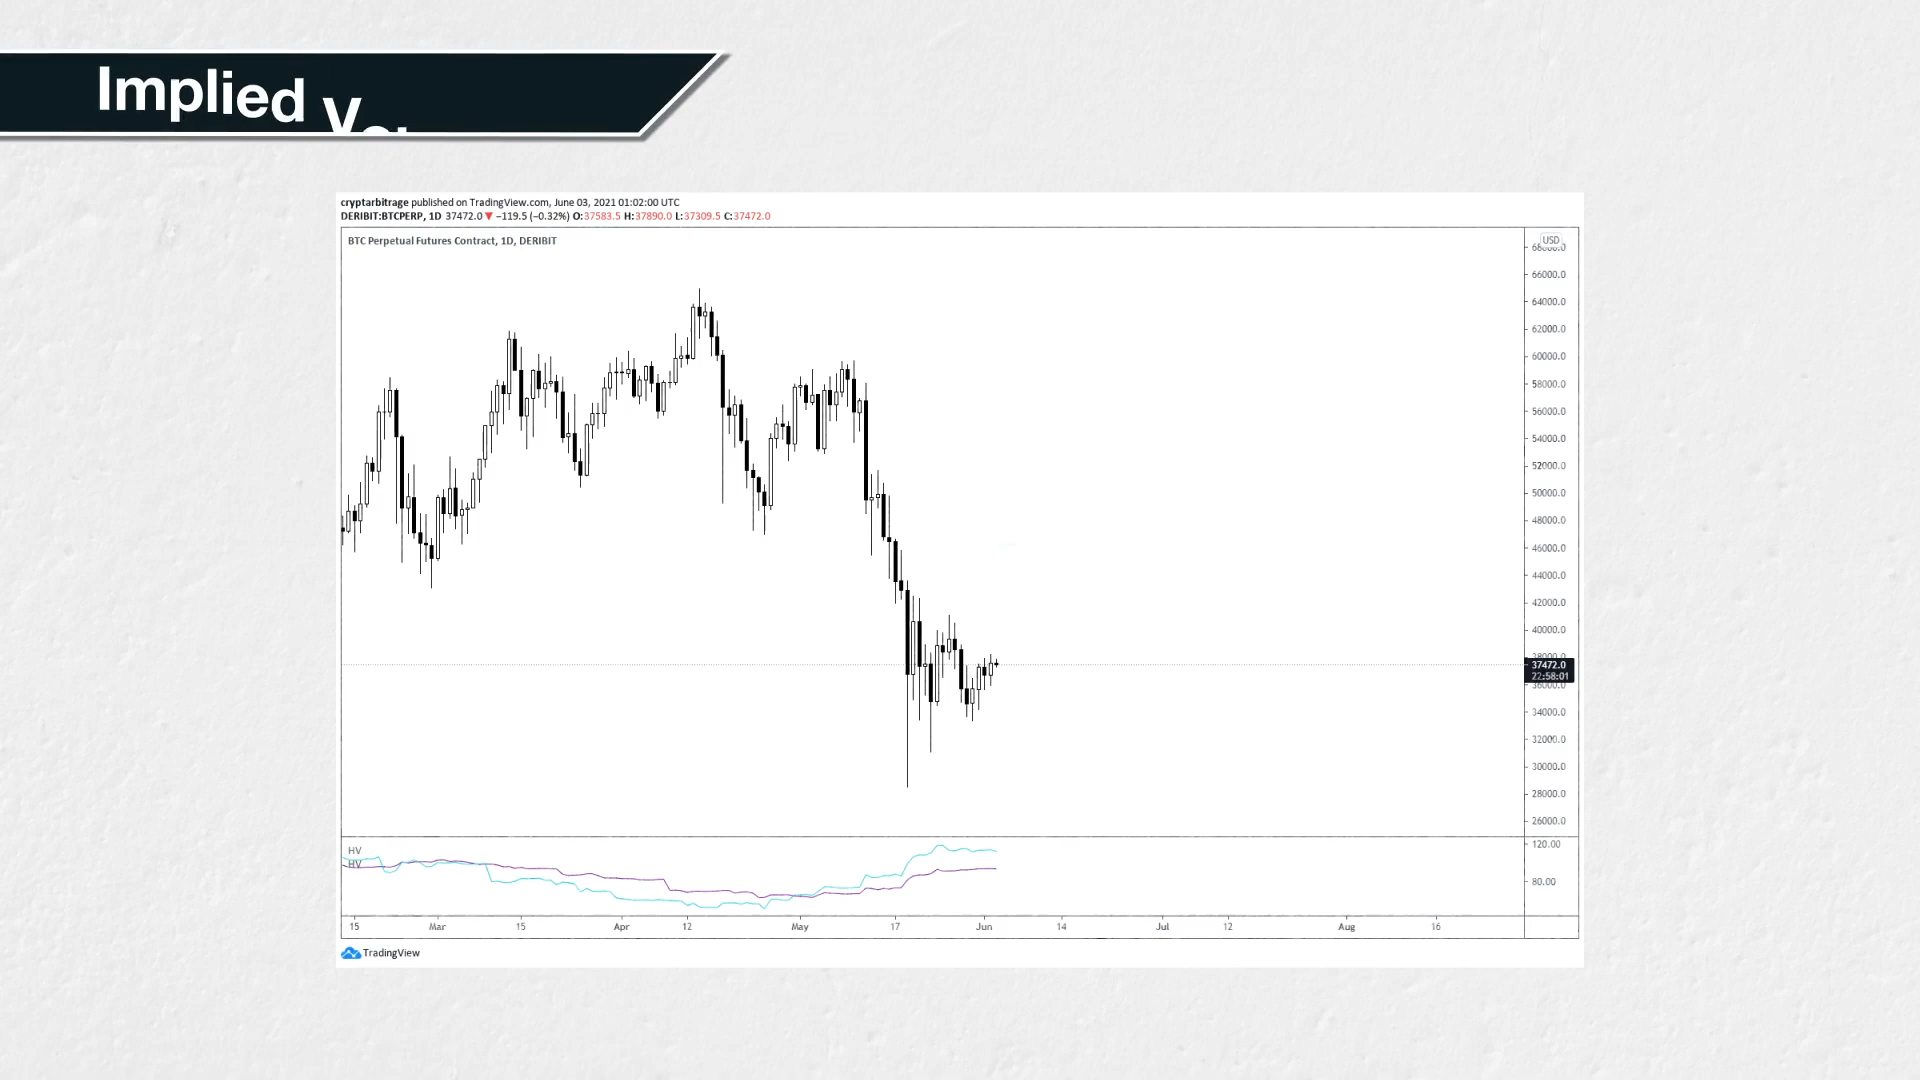 Implied
cryptarbitrage published on TradingView.com, June 03, 2021 01:02:00 UTC
DERIBIT:BTCPERP, 1D 37472.0 ▼ −119.5 (−0.32%) O:37583.5 H:37890.0 L:37309.5 C:37472.0
BTC Perpetual Futures Contract, 1D, DERIBIT
USD
66000.0
64000.0
62000.0
60000.0
58000.0
56000.0
54000.0
52000.0
50000.0
48000.0
46000.0
44000.0
42000.0
40000.0
38000.0
37472.0
22:58:01
36000.0
34000.0
32000.0
30000.0
28000.0
26000.0
HV
HV
120.00
80.00
15 Mar 15 Apr 12 May 17 Jun 14 Jul 12 Aug 16
TradingView